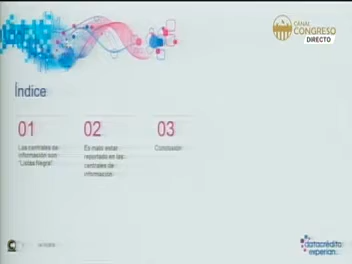 CANAL
CONGRESO
DIRECTO
Índice
01
02
03
Las centrales de
información son
"Listas Negra"
Es malo estar
reportado en las
centrales de
información
Conclusión
datacrédito
experian